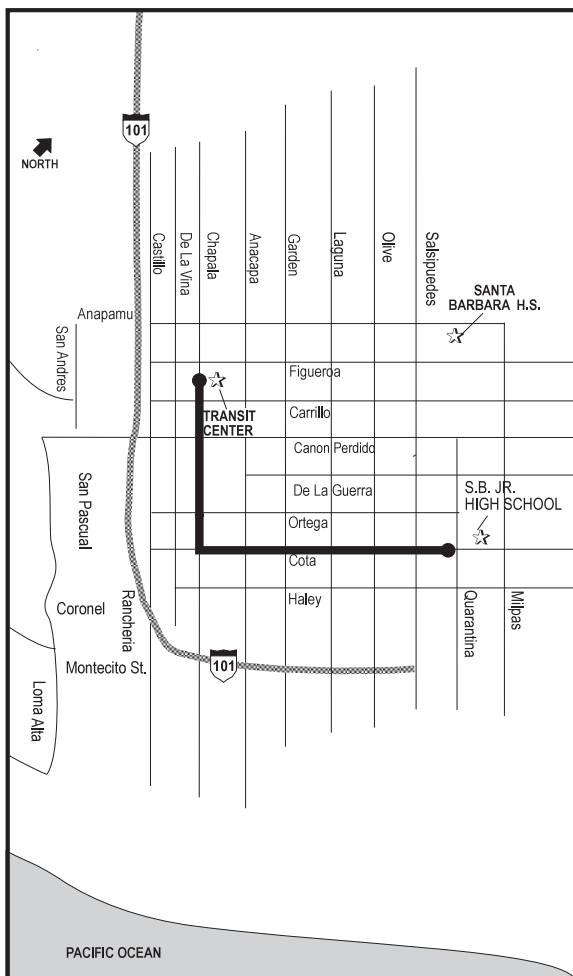 101
NORTH
Castillo
De La Vina
Chapala
Anacapa
Garden
Laguna
Olive
Salsipuedes
SANTA
BARBARA H.S.
Anapamu
San Andres
Figueroa
TRANSIT
CENTER
Carrillo
Canon Perdido
San Pascual
De La Guerra
S.B. JR.
HIGH SCHOOL
Ortega
Cota
Haley
Coronel
Rancheria
Quarantina
Milpas
Montecito St.
101
Loma Alta
PACIFIC OCEAN